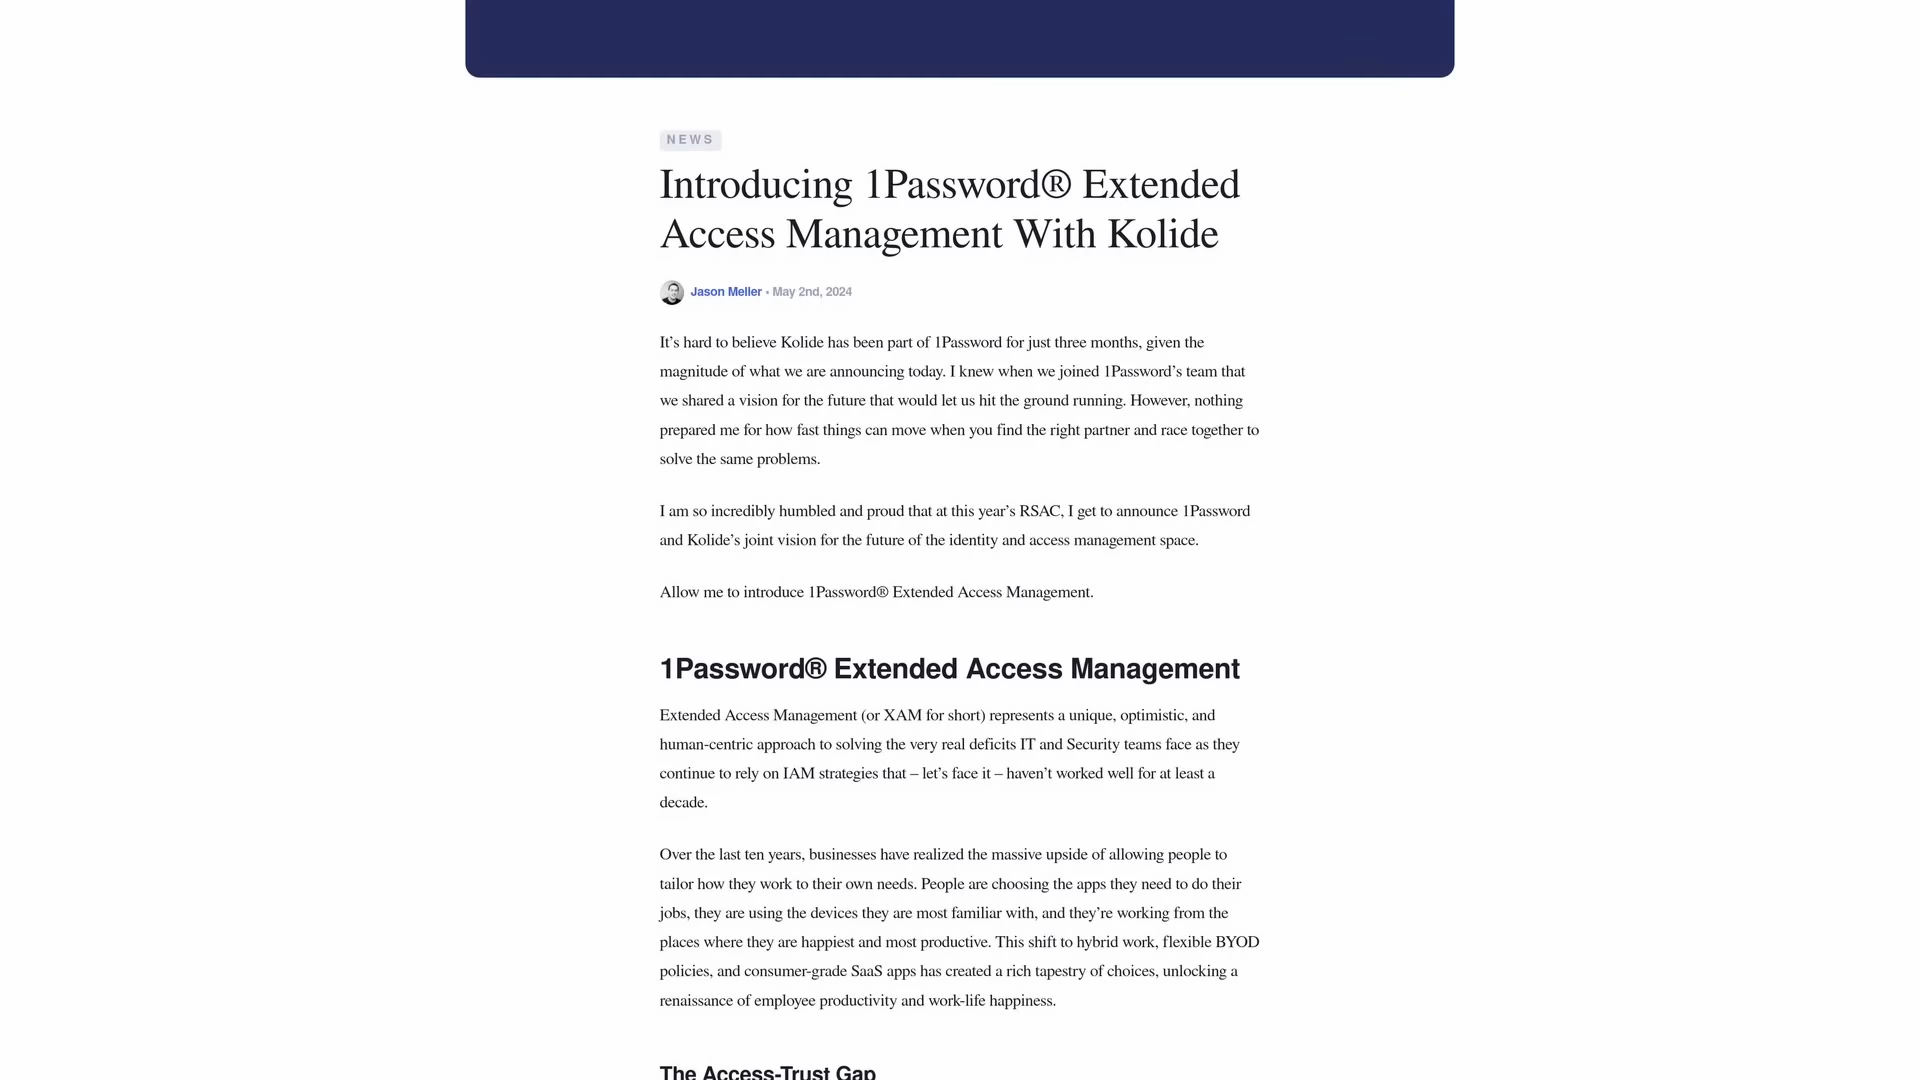 NEWS
Introducing 1Password® Extended
Access Management With Kolide
Jason Meller • May 2nd, 2024
It’s hard to believe Kolide has been part of 1Password for just three months, given the
magnitude of what we are announcing today. I knew when we joined 1Password’s team that
we shared a vision for the future that would let us hit the ground running. However, nothing
prepared me for how fast things can move when you find the right partner and race together to
solve the same problems.
I am so incredibly humbled and proud that at this year’s RSAC, I get to announce 1Password
and Kolide’s joint vision for the future of the identity and access management space.
Allow me to introduce 1Password® Extended Access Management.
1Password® Extended Access Management
Extended Access Management (or XAM for short) represents a unique, optimistic, and
human-centric approach to solving the very real deficits IT and Security teams face as they
continue to rely on IAM strategies that – let’s face it – haven’t worked well for at least a
decade.
Over the last ten years, businesses have realized the massive upside of allowing people to
tailor how they work to their own needs. People are choosing the apps they need to do their
jobs, they are using the devices they are most familiar with, and they’re working from the
places where they are happiest and most productive. This shift to hybrid work, flexible BYOD
policies, and consumer-grade SaaS apps has created a rich tapestry of choices, unlocking a
renaissance of employee productivity and work-life happiness.
The Access-Trust Gap